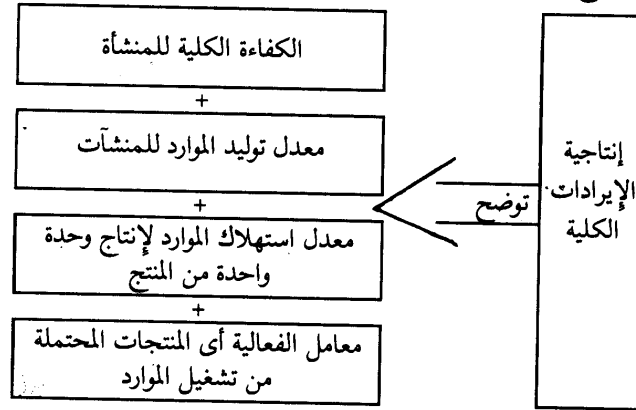 إنتاجية
الإيرادات
الكلية
توضح
الكفاءة الكلية للمنشأة
+
معدل توليد الموارد للمنشآت
+
معدل استهلاك الموارد لإنتاج وحدة
واحدة من المنتج
+
معامل الفعالية أى المنتجات المحتملة
من تشغيل الموارد